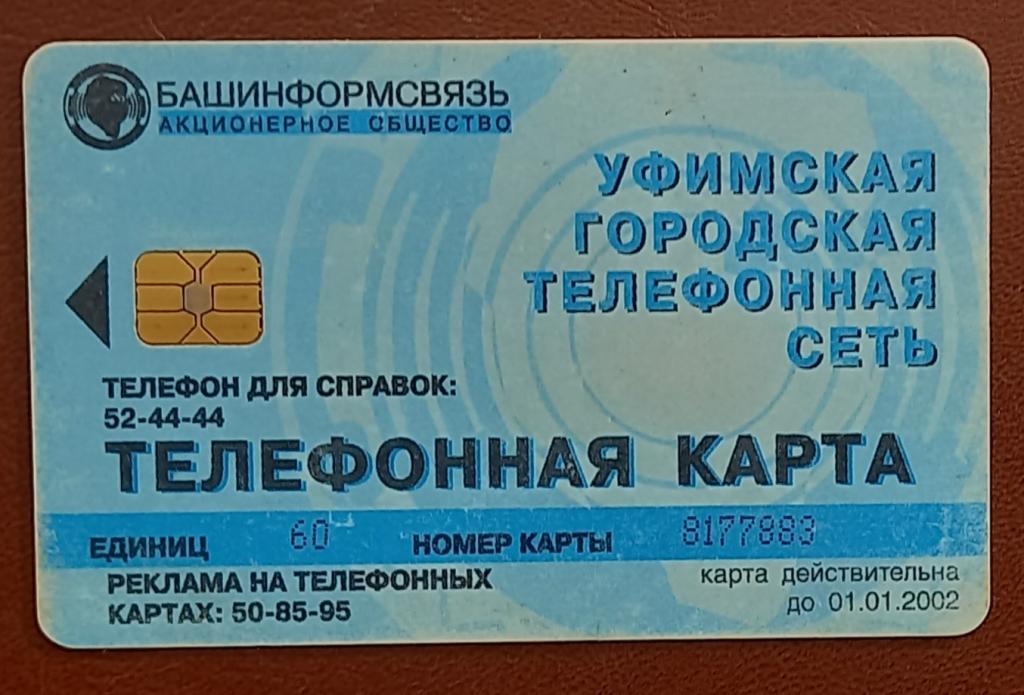 БАШИНФОРМСВЯЗЬ
АКЦИОНЕРНОЕ ОБЩЕСТВО
УФИМСКАЯ
ГОРОДСКАЯ
ТЕЛЕФОННАЯ
СЕТЬ
ТЕЛЕФОН ДЛЯ СПРАВОК:
52-44-44
ТЕЛЕФОННАЯ КАРТА
ЕДИНИЦ 60 НОМЕР КАРТЫ 8177883
РЕКЛАМА НА ТЕЛЕФОННЫХ
КАРТАХ: 50-85-95
карта действительна
до 01.01.2002